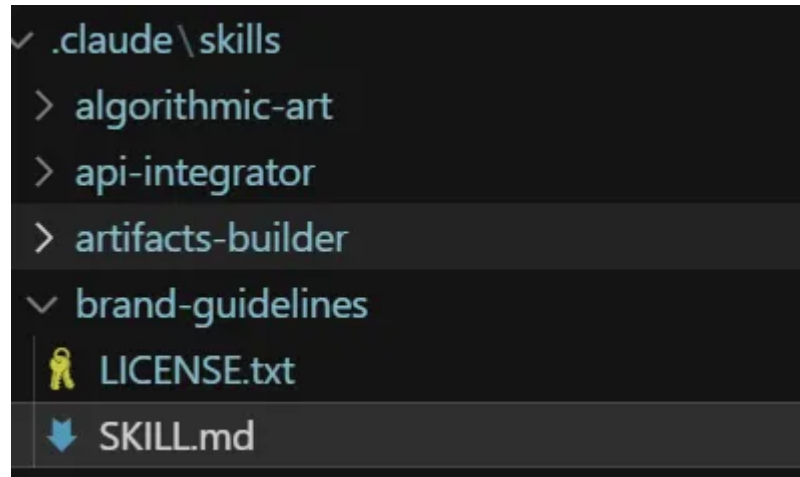 .claude\skills
algorithmic-art
api-integrator
artifacts-builder
brand-guidelines
LICENSE.txt
SKILL.md